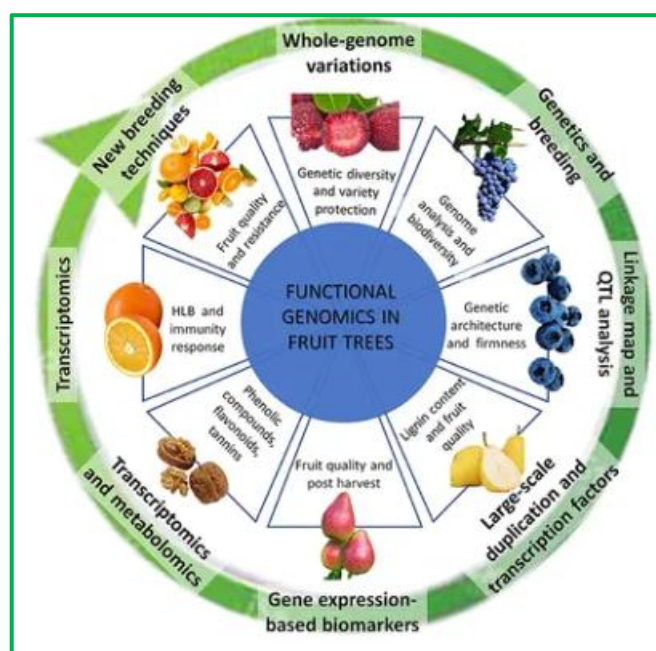 Whole-genome
variations
Genetics and
breeding
Linkage map and
QTL analysis
Large-scale
duplication and
transcription factors
Gene expression-
based biomarkers
Transcriptomics
and metabolomics
Transcriptomics
New breeding
techniques
Genetic diversity
and variety
protection
Genome
analysis and
biodiversity
Genetic
architecture
and firmness
Lignin content
and fruit
quality
Fruit quality and
post harvest
Phenolic
compounds,
flavonoids,
tannins
HLB and
immunity
response
Fruit quality
and resistance
FUNCTIONAL
GENOMICS IN
FRUIT TREES